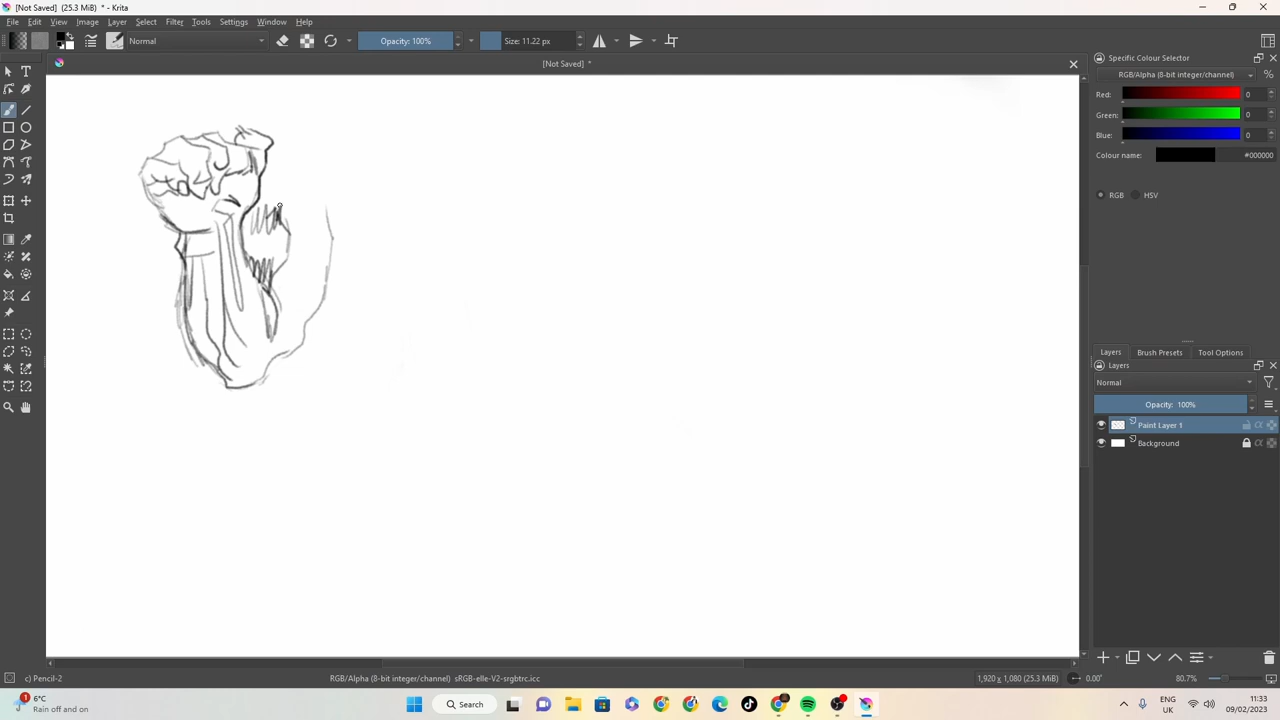 [Not Saved] (25.3 MiB) * - Krita
File Edit View Image Layer Select Filter Tools Settings Window Help
Normal Opacity: 100% Size: 11.22 px
[Not Saved] *
Specific Colour Selector
RGB/Alpha (8-bit integer/channel) %
Red: 0
Green: 0
Blue: 0
Colour name: #000000
RGB HSV
Layers Brush Presets Tool Options
Layers
Normal
Opacity: 100%
Paint Layer 1
Background
c) Pencil-2 RGB/Alpha (8-bit integer/channel) sRGB-elle-V2-srgbtrc.icc 1,920 x 1,080 (25.3 MiB) 0.00° 80.7%
1 6°C
Rain off and on
Search
ENG
UK
11:33
09/02/2023